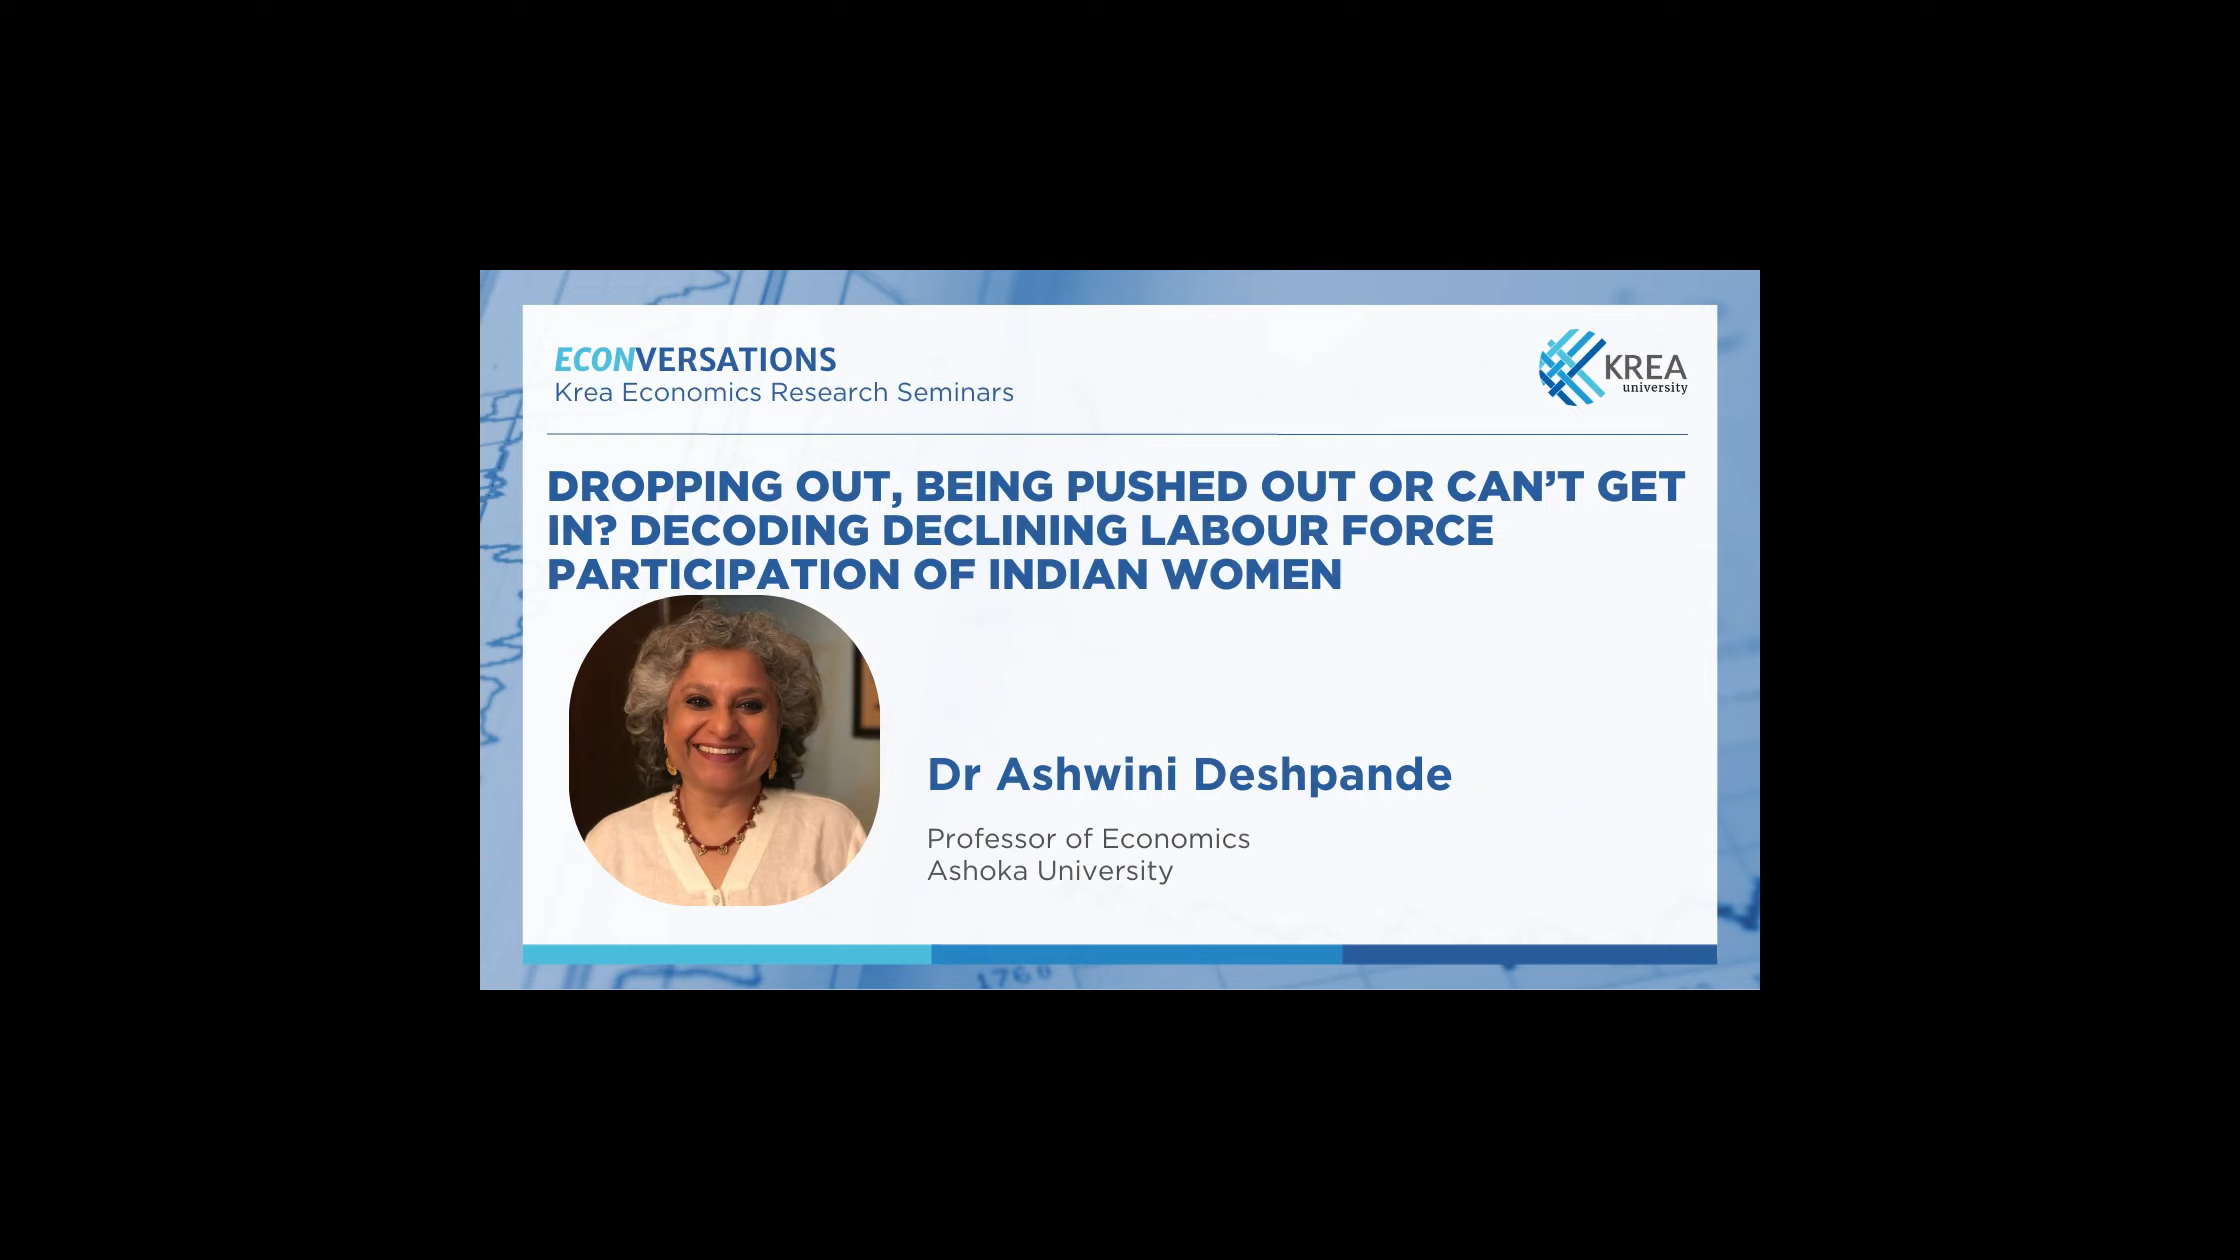 ECONVERSATIONS
Krea Economics Research Seminars
KREA
university
DROPPING OUT, BEING PUSHED OUT OR CAN’T GET
IN? DECODING DECLINING LABOUR FORCE
PARTICIPATION OF INDIAN WOMEN
Dr Ashwini Deshpande
Professor of Economics
Ashoka University
1760